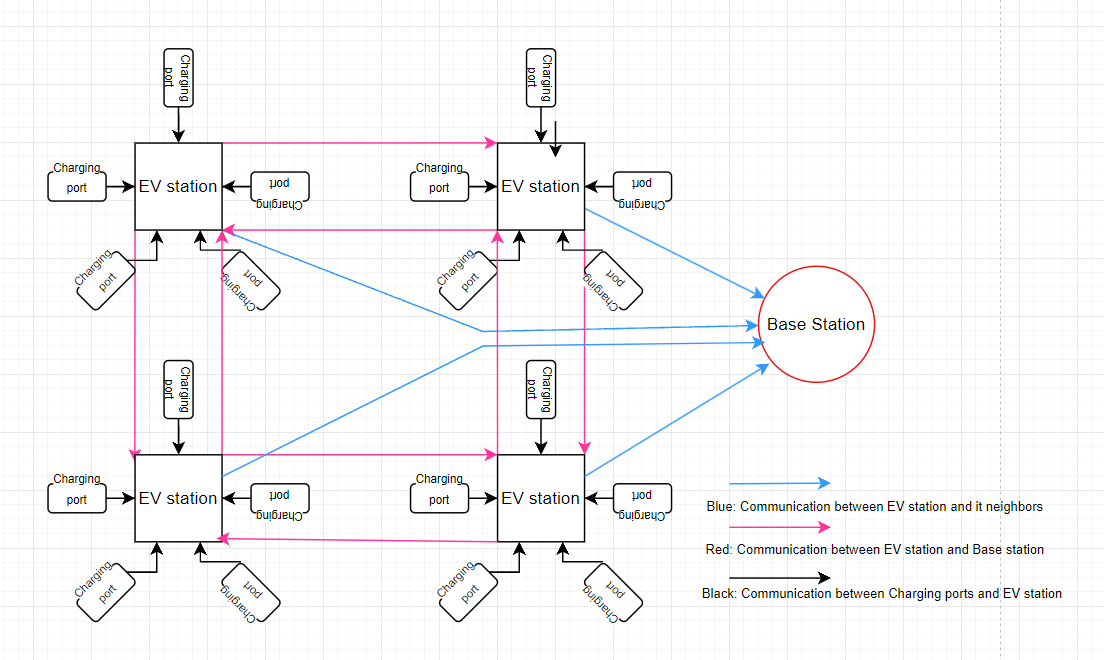 Charging
port
Charging
port
Charging
port
EV station
Charging
port
Charging
port
EV station
Charging
port
Charging
port
Charging
port
Charging
port
Charging
port
Base Station
Charging
port
Charging
port
Charging
port
EV station
Charging
port
Charging
port
EV station
Charging
port
Blue: Communication between EV station and it neighbors
Red: Communication between EV station and Base station
Charging
port
Charging
port
Charging
port
Charging
port
Black: Communication between Charging ports and EV station